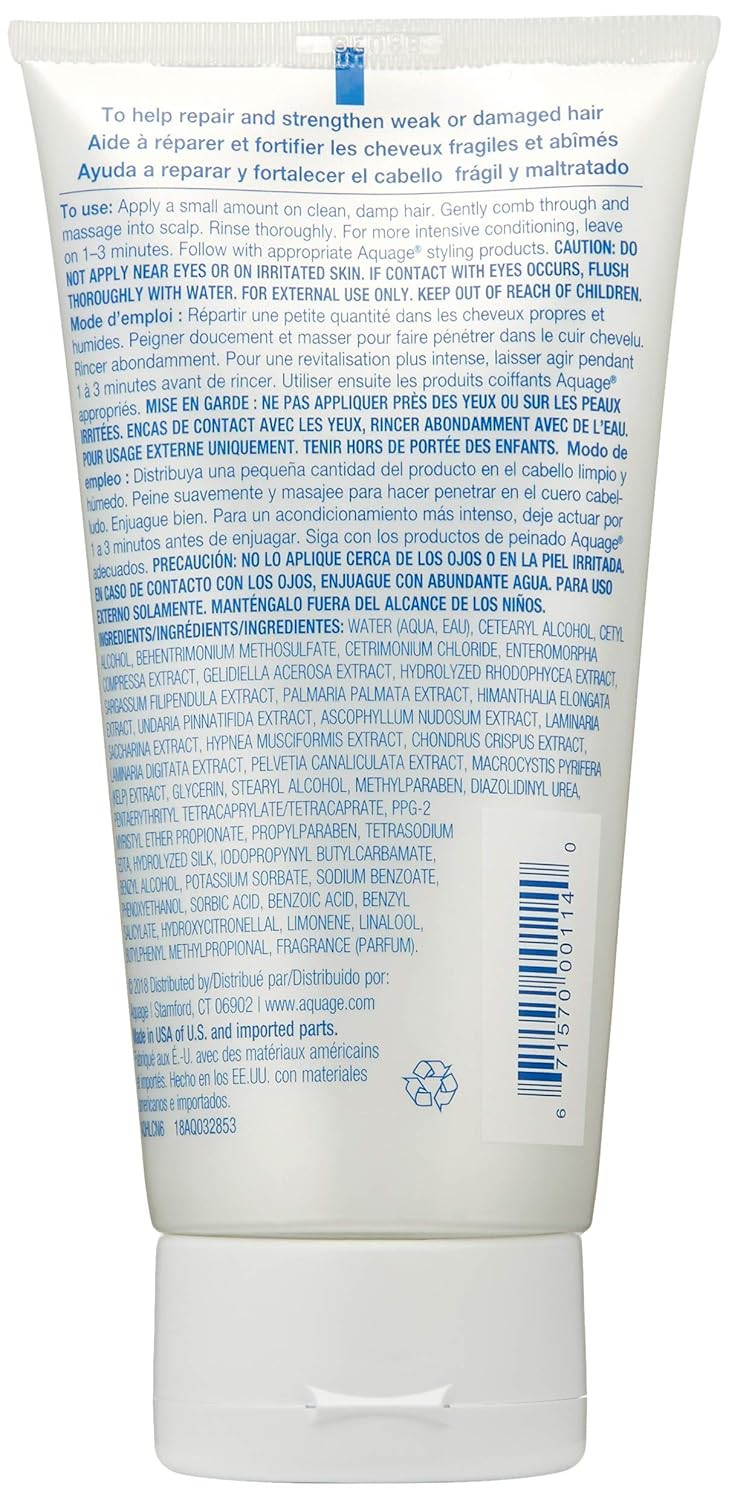 To help repair and strengthen weak or damaged hair
Aide à réparer et fortifier les cheveux fragiles et abîmés
Ayuda a reparar y fortalecer el cabello frágil y maltratado
To use: Apply a small amount on clean, damp hair. Gently comb through and
massage into scalp. Rinse thoroughly. For more intensive conditioning, leave
on 1–3 minutes. Follow with appropriate Aquage® styling products. CAUTION: DO
NOT APPLY NEAR EYES OR ON IRRITATED SKIN. IF CONTACT WITH EYES OCCURS, FLUSH
THOROUGHLY WITH WATER. FOR EXTERNAL USE ONLY. KEEP OUT OF REACH OF CHILDREN.
Mode d'emploi : Répartir une petite quantité dans les cheveux propres et
humides. Peigner doucement et masser pour faire pénétrer dans le cuir chevelu.
Rincer abondamment. Pour une revitalisation plus intense, laisser agir pendant
1 à 3 minutes avant de rincer. Utiliser ensuite les produits coiffants Aquage®
appropriés. MISE EN GARDE : NE PAS APPLIQUER PRÈS DES YEUX OU SUR LES PEAUX
IRRITÉES. ENCAS DE CONTACT AVEC LES YEUX, RINCER ABONDAMMENT AVEC DE L'EAU.
POUR USAGE EXTERNE UNIQUEMENT. TENIR HORS DE PORTÉE DES ENFANTS. Modo de
empleo : Distribuya una pequeña cantidad del producto en el cabello limpio y
húmedo. Peine suavemente y masajee para hacer penetrar en el cuero cabel-
ludo. Enjuague bien. Para un acondicionamiento más intenso, deje actuar por
1 a 3 minutos antes de enjuagar. Siga con los productos de peinado Aquage®
adecuados. PRECAUCIÓN: NO LO APLIQUE CERCA DE LOS OJOS O EN LA PIEL IRRITADA.
EN CASO DE CONTACTO CON LOS OJOS, ENJUAGUE CON ABUNDANTE AGUA. PARA USO
EXTERNO SOLAMENTE. MANTÉNGALO FUERA DEL ALCANCE DE LOS NIÑOS.
INGREDIENTS/INGRÉDIENTS/INGREDIENTES: WATER (AQUA, EAU), CETEARYL ALCOHOL, CETYL
ALCOHOL, BEHENTRIMONIUM METHOSULFATE, CETRIMONIUM CHLORIDE, ENTEROMORPHA
COMPRESSA EXTRACT, GELIDIELLA ACEROSA EXTRACT, HYDROLYZED RHODOPHYCEA EXTRACT,
SARGASSUM FILIPENDULA EXTRACT, PALMARIA PALMATA EXTRACT, HIMANTHALIA ELONGATA
EXTRACT, UNDARIA PINNATIFIDA EXTRACT, ASCOPHYLLUM NUDOSUM EXTRACT, LAMINARIA
SACCHARINA EXTRACT, HYPNEA MUSCIFORMIS EXTRACT, CHONDRUS CRISPUS EXTRACT,
LAMINARIA DIGITATA EXTRACT, PELVETIA CANALICULATA EXTRACT, MACROCYSTIS PYRIFERA
(KELP) EXTRACT, GLYCERIN, STEARYL ALCOHOL, METHYLPARABEN, DIAZOLIDINYL UREA,
PENTAERYTHRITYL TETRACAPRYLATE/TETRACAPRATE, PPG-2
MYRISTYL ETHER PROPIONATE, PROPYLPARABEN, TETRASODIUM
EDTA, HYDROLYZED SILK, IODOPROPYNYL BUTYLCARBAMATE,
BENZYL ALCOHOL, POTASSIUM SORBATE, SODIUM BENZOATE,
PHENOXYETHANOL, SORBIC ACID, BENZOIC ACID, BENZYL
SALICYLATE, HYDROXYCITRONELLAL, LIMONENE, LINALOOL,
BUTYLPHENYL METHYLPROPIONAL, FRAGRANCE (PARFUM).
© 2018 Distributed by/Distribué par/Distribuido por:
Aquage | Stamford, CT 06902 | www.aquage.com
Made in USA of U.S. and imported parts.
Fabriqué aux É.-U. avec des matériaux américains
et importés. Hecho en los EE.UU. con materiales
americanos e importados.
18AQ032853
6 71570 00114 0